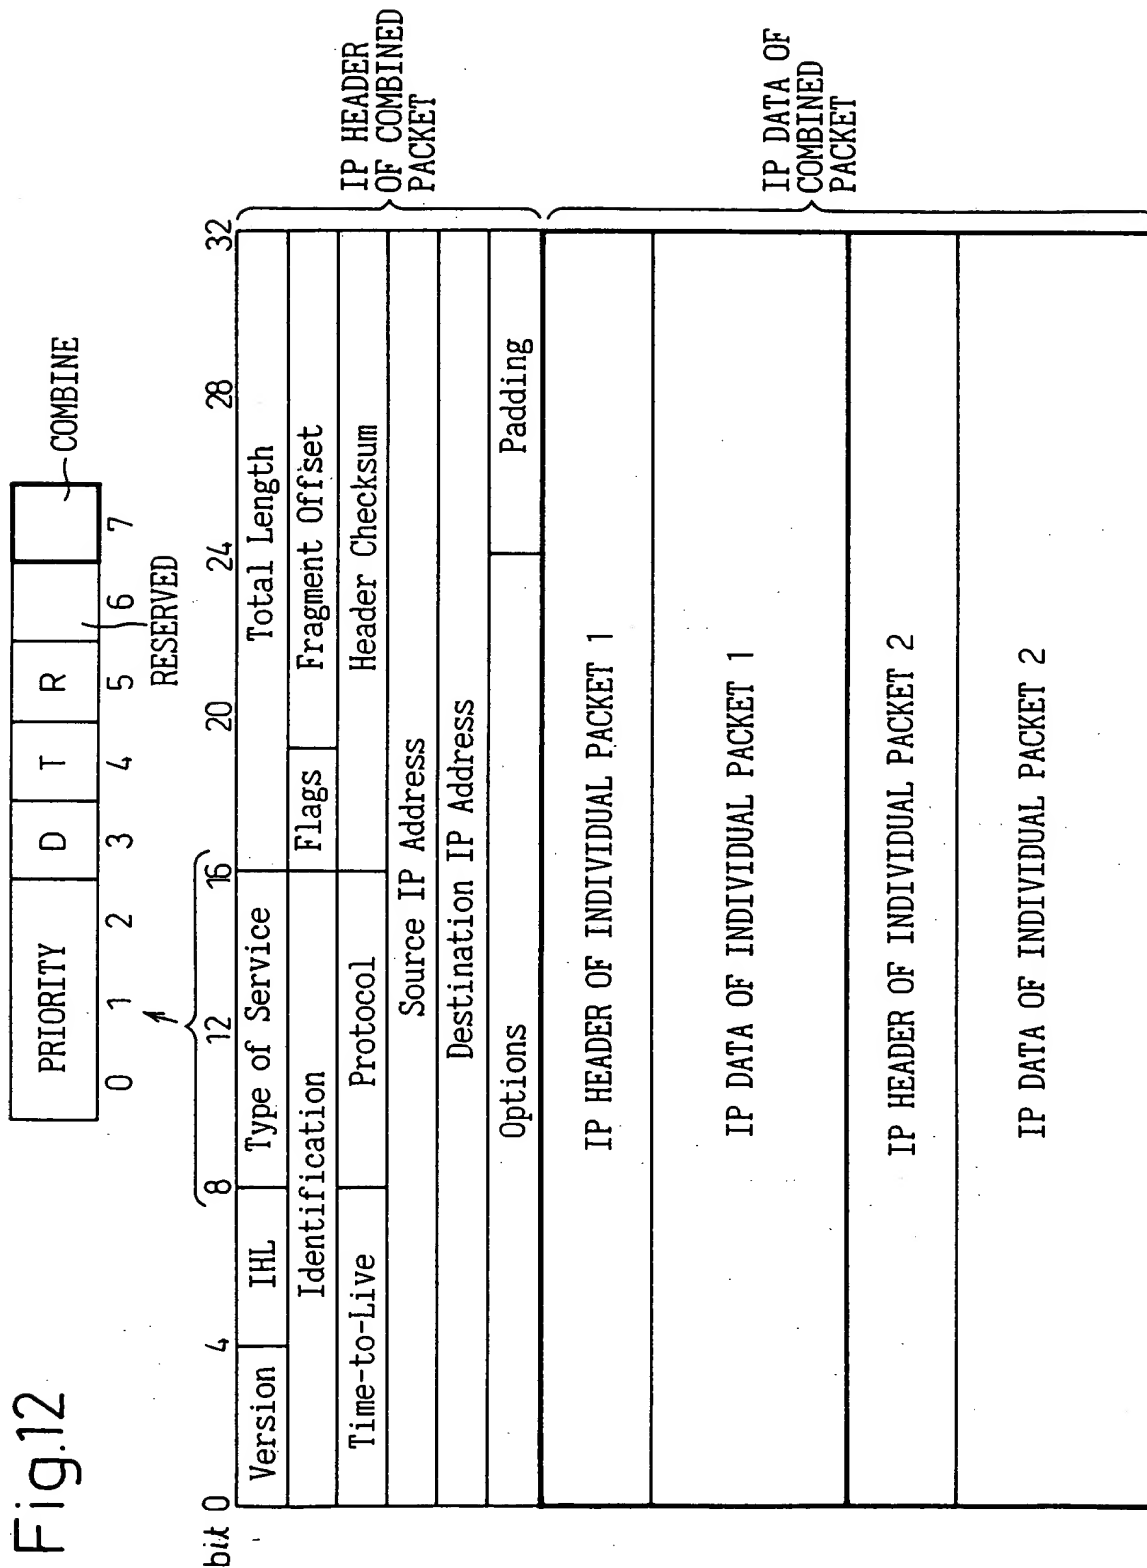 Fig.12
PRIORITY D T R
0 1 2 3 4 5 6 7
COMBINE
RESERVED
bit 0 4 8 12 16 20 24 28 32
Version IHL Type of Service Total Length
Identification Flags Fragment Offset
Time-to-Live Protocol Header Checksum
Source IP Address
Destination IP Address
Options Padding
IP HEADER
OF COMBINED
PACKET
IP HEADER OF INDIVIDUAL PACKET 1
IP DATA OF INDIVIDUAL PACKET 1
IP HEADER OF INDIVIDUAL PACKET 2
IP DATA OF INDIVIDUAL PACKET 2
IP DATA OF
COMBINED
PACKET